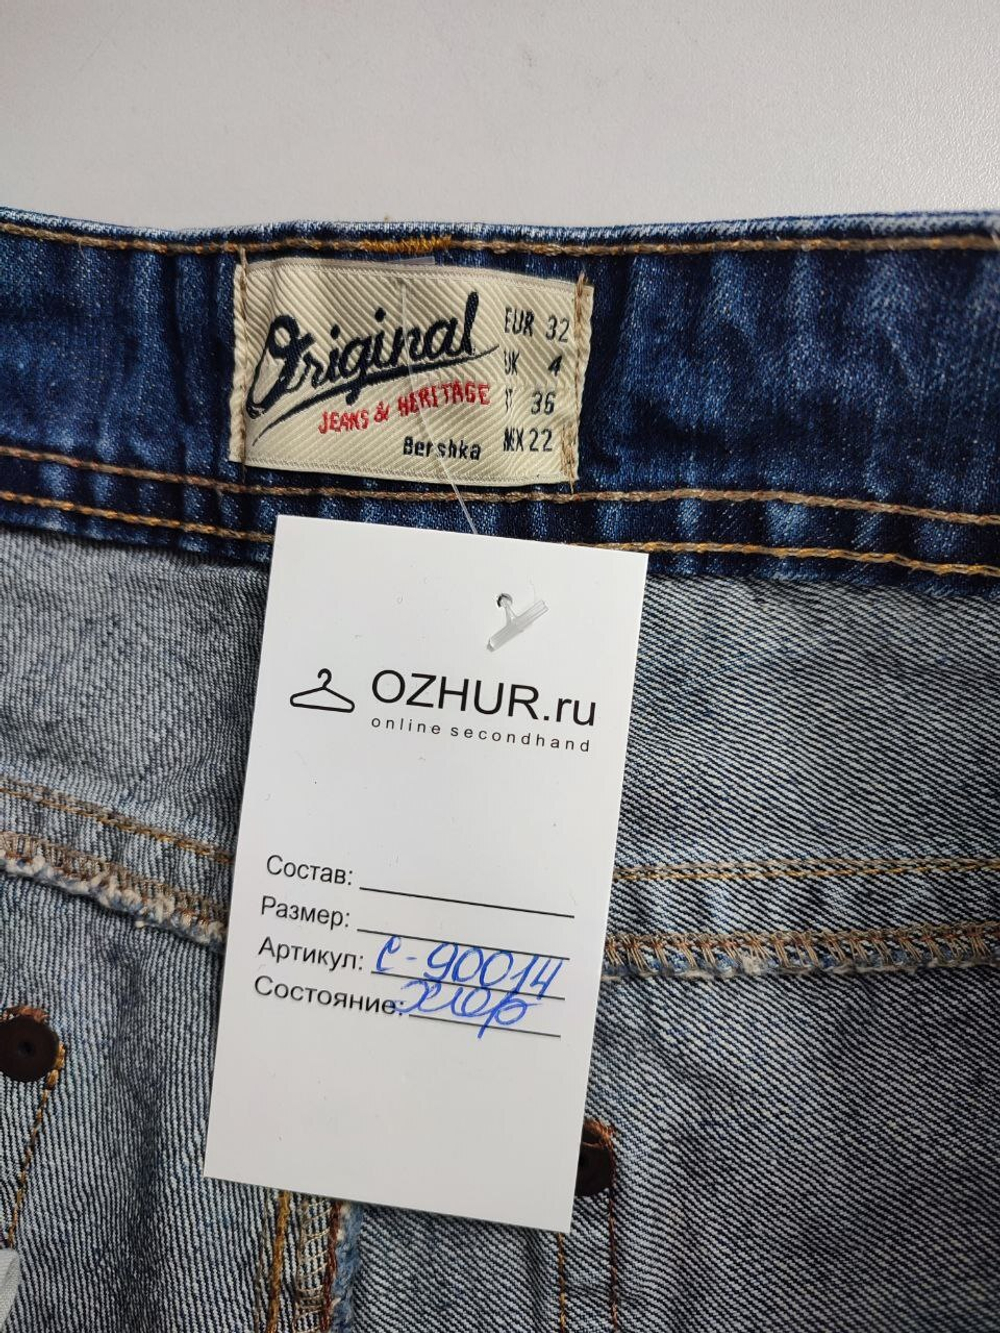 Original
JEANS & HERITAGE
Bershka
EUR 32
UK 4
IT 36
MEX 22
OZHUR.ru
online secondhand
Состав:
Размер:
Артикул: С-90014
Состояние: хор